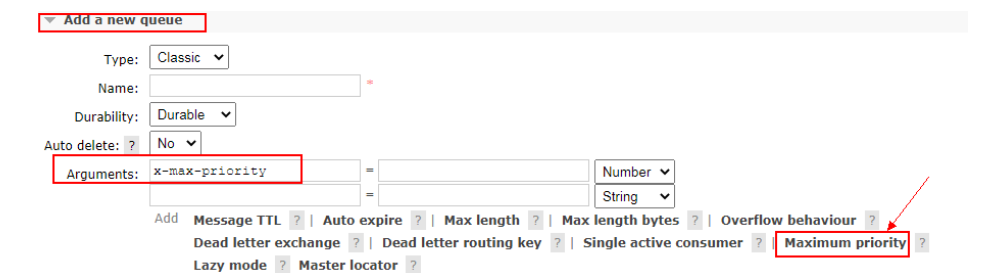 Add a new queue
Type: Classic
Name: *
Durability: Durable
Auto delete: ? No
Arguments: x-max-priority = Number
= String
Add Message TTL ? | Auto expire ? | Max length ? | Max length bytes ? | Overflow behaviour ?
Dead letter exchange ? | Dead letter routing key ? | Single active consumer ? | Maximum priority ?
Lazy mode ? Master locator ?